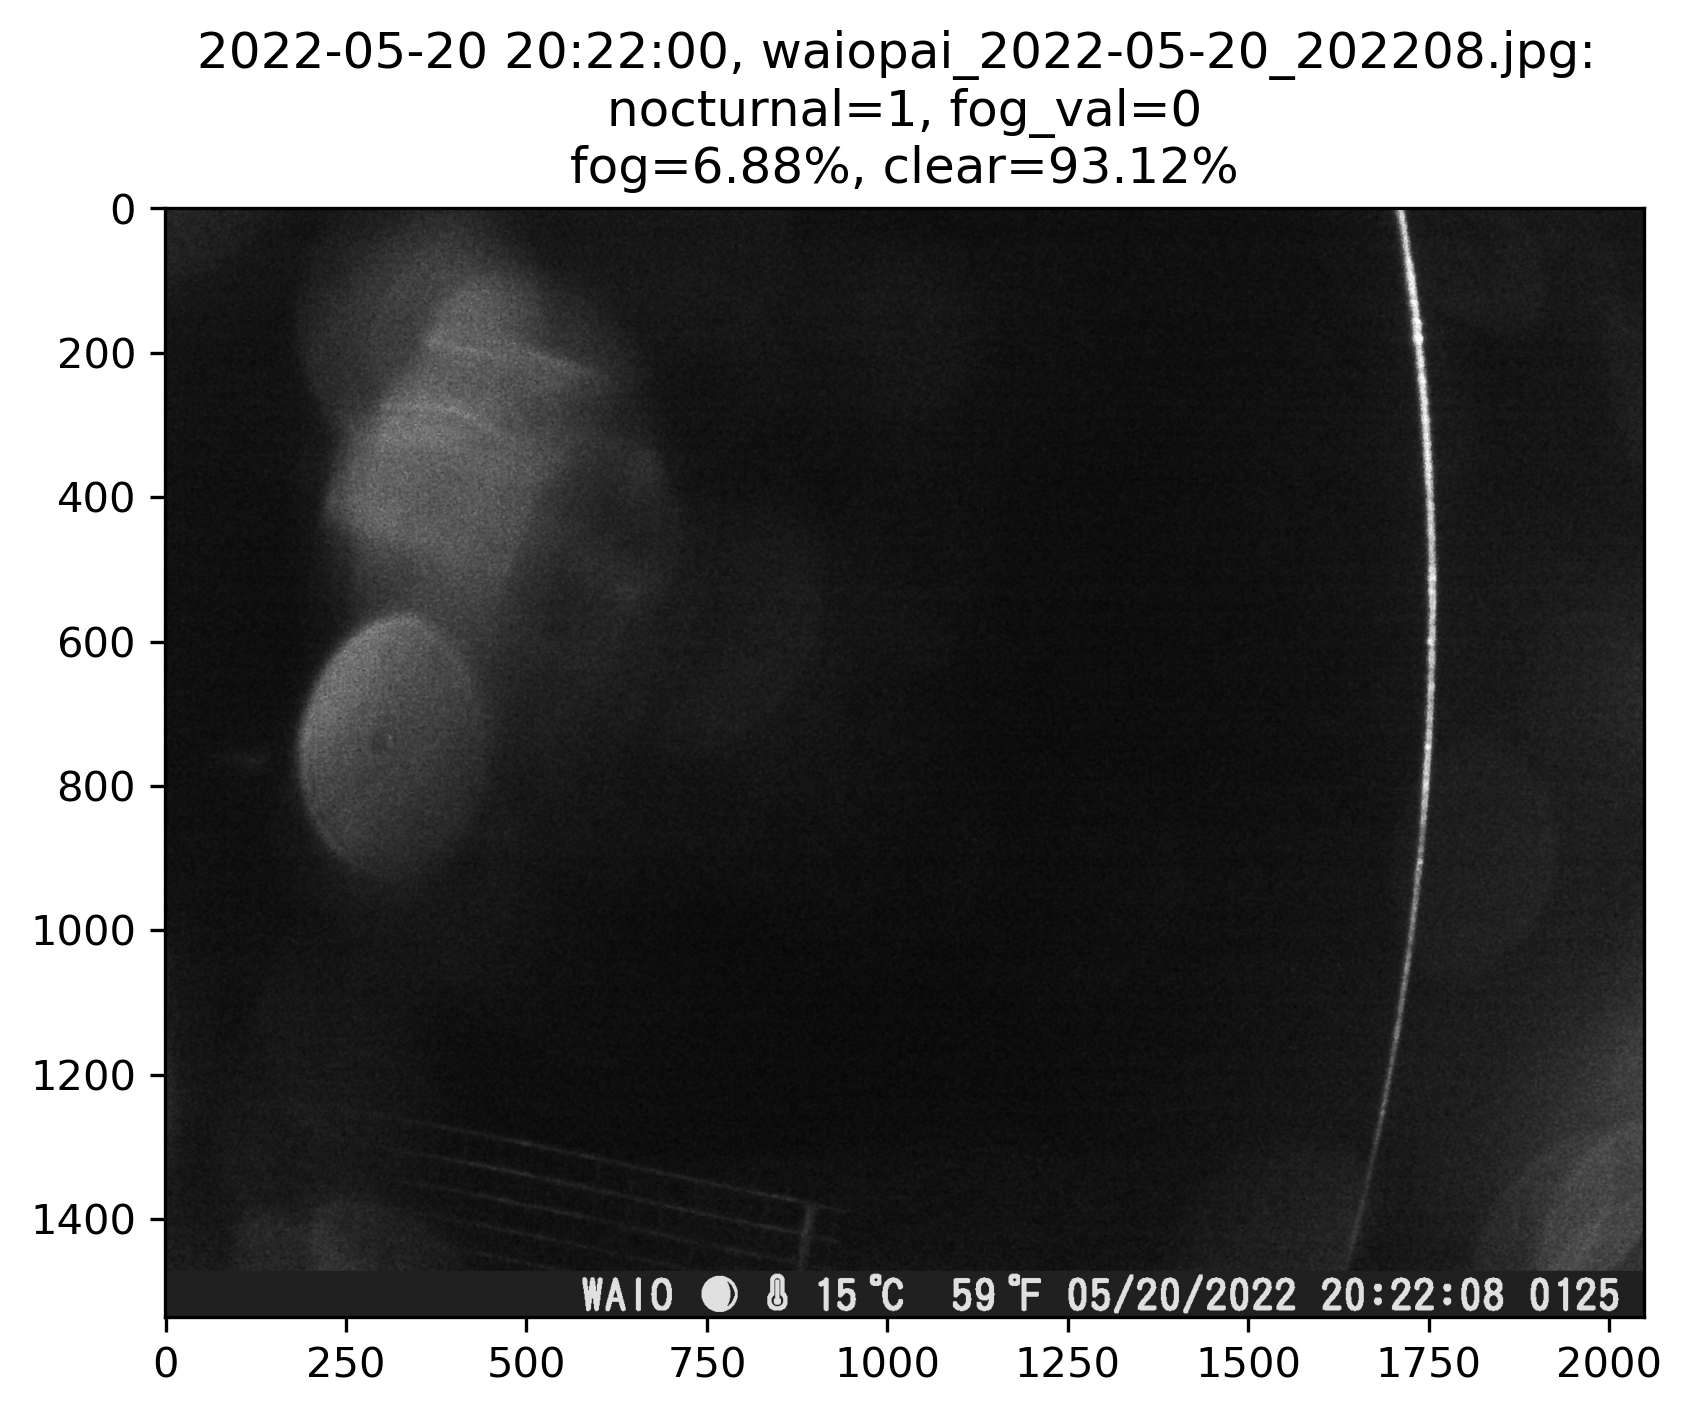 2022-05-20 20:22:00, waiopai_2022-05-20_202208.jpg:
nocturnal=1, fog_val=0
fog=6.88%, clear=93.12%
0
200
400
600
800
1000
1200
1400
WAIO 15°C 59°F 05/20/2022 20:22:08 0125
0 250 500 750 1000 1250 1500 1750 2000